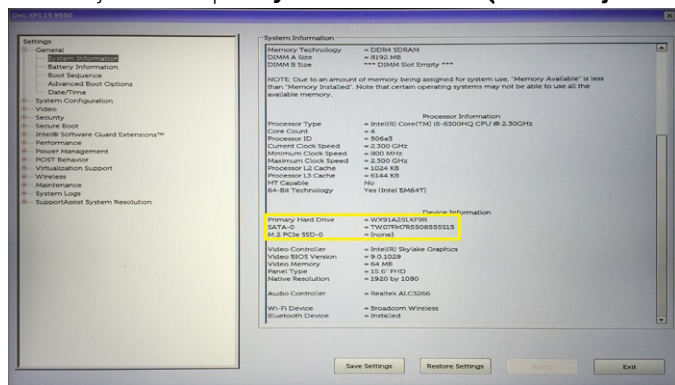 Dell XPS 15 9550
Settings
General
System Information
Battery Information
Boot Sequence
Advanced Boot Options
Date/Time
System Configuration
Video
Security
Secure Boot
Intel® Software Guard Extensions™
Performance
Power Management
POST Behavior
Virtualization Support
Wireless
Maintenance
System Logs
SupportAssist System Resolution
System Information
Memory Technology = DDR4 SDRAM
DIMM A Size = 8192 MB
DIMM B Size *** DIMM Slot Empty ***
NOTE: Due to an amount of memory being assigned for system use, "Memory Available" is less
than "Memory Installed". Note that certain operating systems may not be able to use all the
available memory.
Processor Information
Processor Type = Intel(R) Core(TM) i5-6300HQ CPU @ 2.30GHz
Core Count = 4
Processor ID = 506e3
Current Clock Speed = 2.300 GHz
Minimum Clock Speed = 800 MHz
Maximum Clock Speed = 2.300 GHz
Processor L2 Cache = 1024 KB
Processor L3 Cache = 6144 KB
HT Capable No
64-Bit Technology Yes (Intel EM64T)
Device Information
Primary Hard Drive = WX91A25LKP9R
SATA-0 = TW07FM7R5508555515
M.2 PCIe SSD-0 = (none)
Video Controller = Intel(R) Skylake Graphics
Video BIOS Version = 9.0.1029
Video Memory = 64 MB
Panel Type = 15.6" FHD
Native Resolution = 1920 by 1080
Audio Controller = Realtek ALC3266
Wi-Fi Device = Broadcom Wireless
Bluetooth Device = Installed
Save Settings Restore Settings Apply Exit